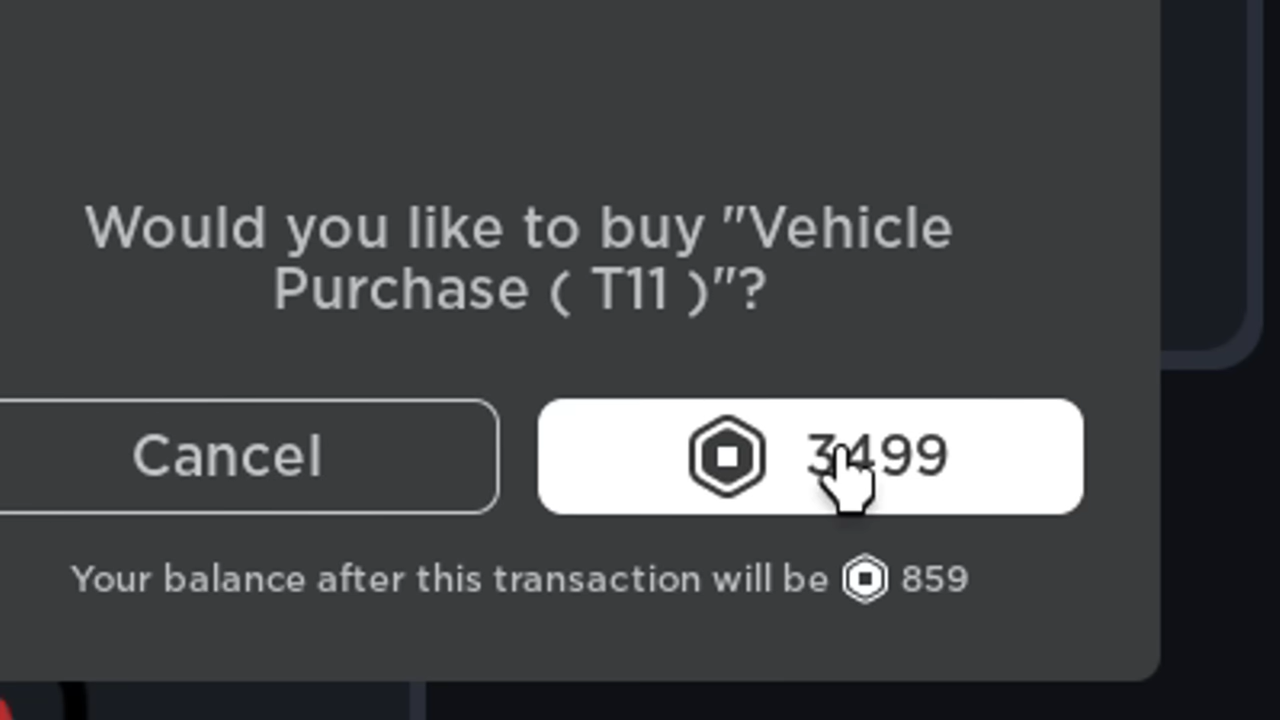 Would you like to buy "Vehicle
Purchase ( T11 )"?
Cancel
3499
Your balance after this transaction will be 859